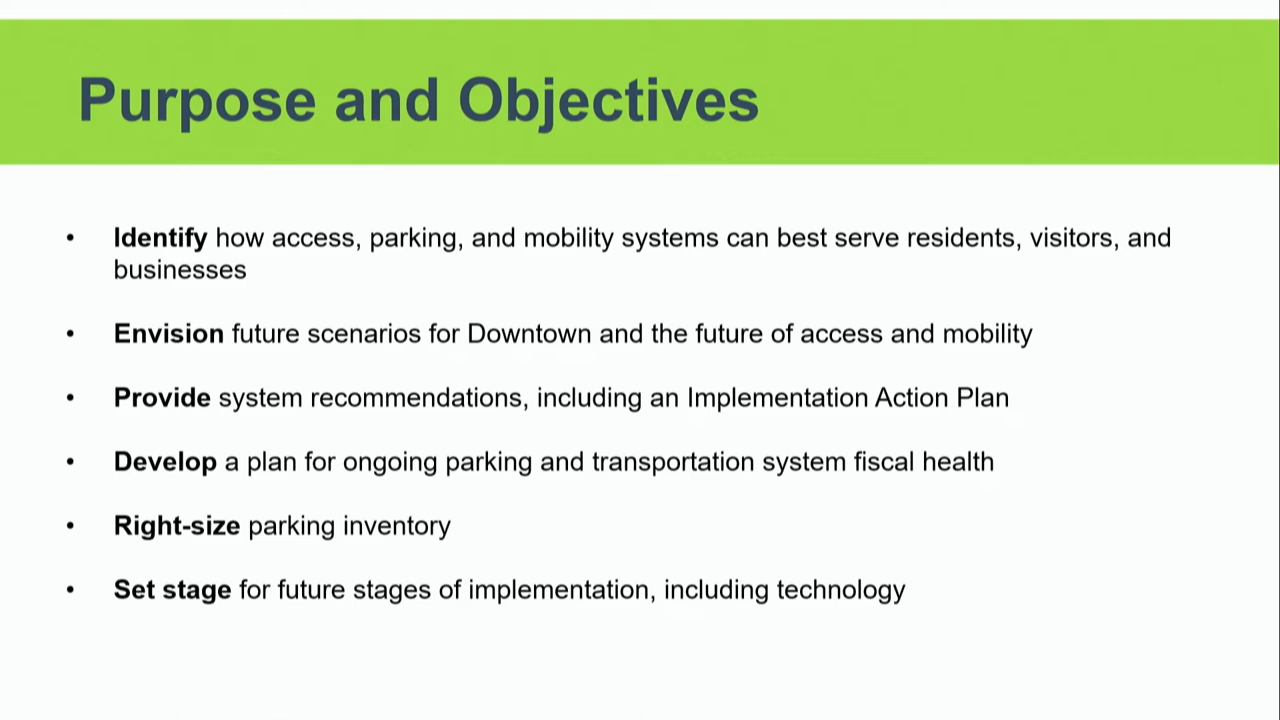 Purpose and Objectives
• Identify how access, parking, and mobility systems can best serve residents, visitors, and
businesses
• Envision future scenarios for Downtown and the future of access and mobility
• Provide system recommendations, including an Implementation Action Plan
• Develop a plan for ongoing parking and transportation system fiscal health
• Right-size parking inventory
• Set stage for future stages of implementation, including technology